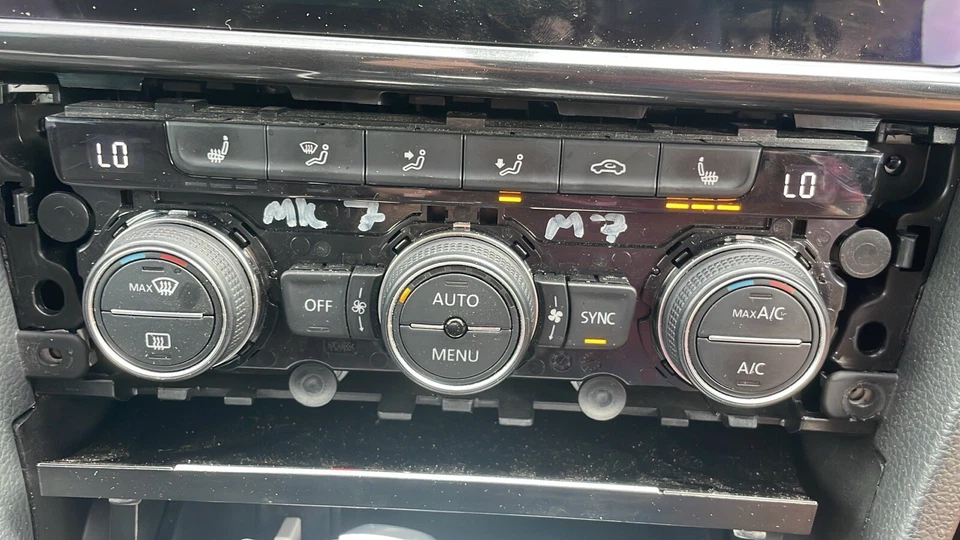 LO
LO
MK 7
M7
MAX
OFF
AUTO
MENU
SYNC
MAX A/C
A/C